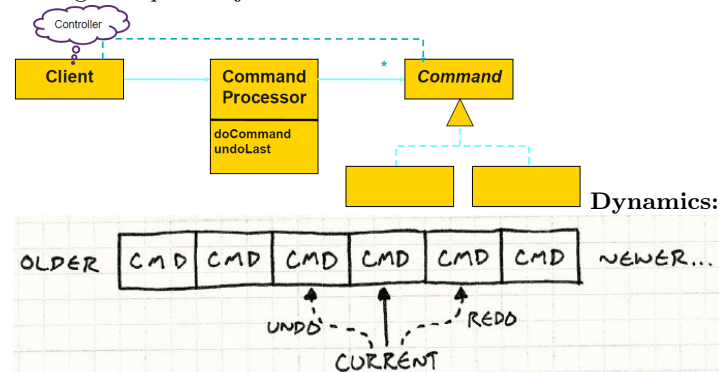 Controller
Client
Command
Processor
*
Command
doCommand
undoLast
Dynamics:
OLDER CMD CMD CMD CMD CMD CMD NEWER...
UNDO REDO
CURRENT